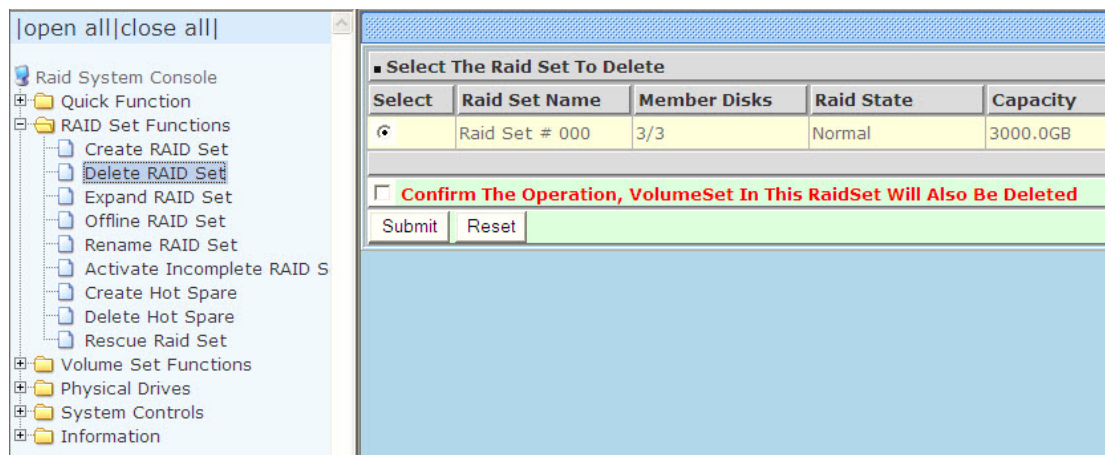 |open all|close all|
Raid System Console
Quick Function
RAID Set Functions
Create RAID Set
Delete RAID Set
Expand RAID Set
Offline RAID Set
Rename RAID Set
Activate Incomplete RAID S
Create Hot Spare
Delete Hot Spare
Rescue Raid Set
Volume Set Functions
Physical Drives
System Controls
Information
Select The Raid Set To Delete
Select Raid Set Name Member Disks Raid State Capacity
Raid Set # 000 3/3 Normal 3000.0GB
Confirm The Operation, VolumeSet In This RaidSet Will Also Be Deleted
Submit Reset